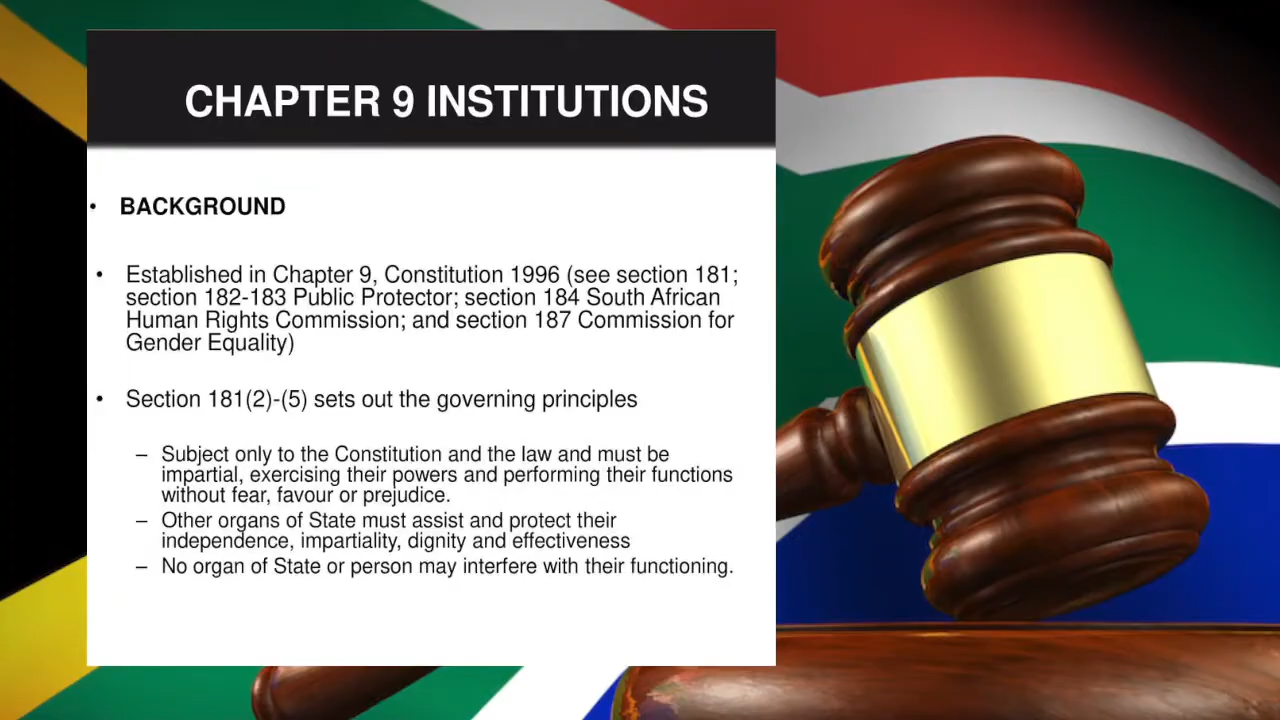 CHAPTER 9 INSTITUTIONS
• BACKGROUND
• Established in Chapter 9, Constitution 1996 (see section 181;
section 182-183 Public Protector; section 184 South African
Human Rights Commission; and section 187 Commission for
Gender Equality)
• Section 181(2)-(5) sets out the governing principles
– Subject only to the Constitution and the law and must be
impartial, exercising their powers and performing their functions
without fear, favour or prejudice.
– Other organs of State must assist and protect their
independence, impartiality, dignity and effectiveness
– No organ of State or person may interfere with their functioning.